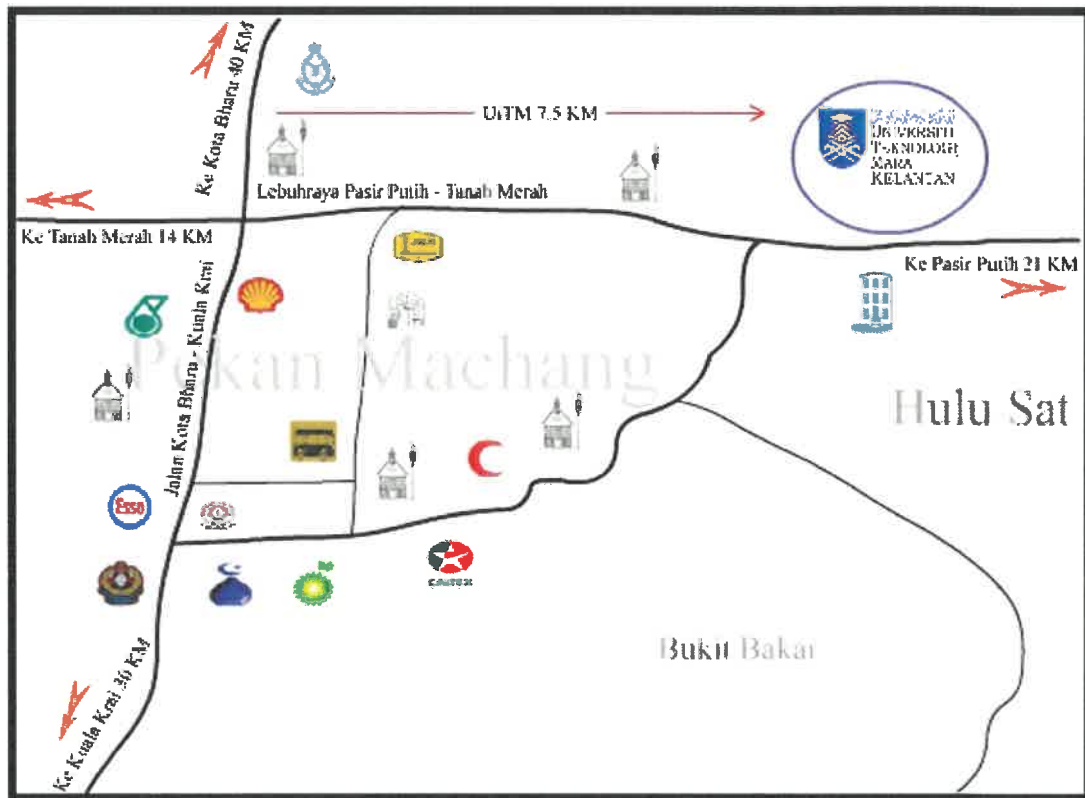 Ke Kota Bharu 40 KM
UiTM 7.5 KM
UNIVERSITI
TEKNOLOGI
MARA
KELANTAN
Lebuhraya Pasir Putih - Tanah Merah
Ke Tanah Merah 14 KM
Ke Pasir Putih 21 KM
Jalan Kota Bharu - Kuala Krai
Pekan Machang
Hulu Sat
Esso
CALTEX
Bukit Bakar
Ke Kuala Krai 30 KM